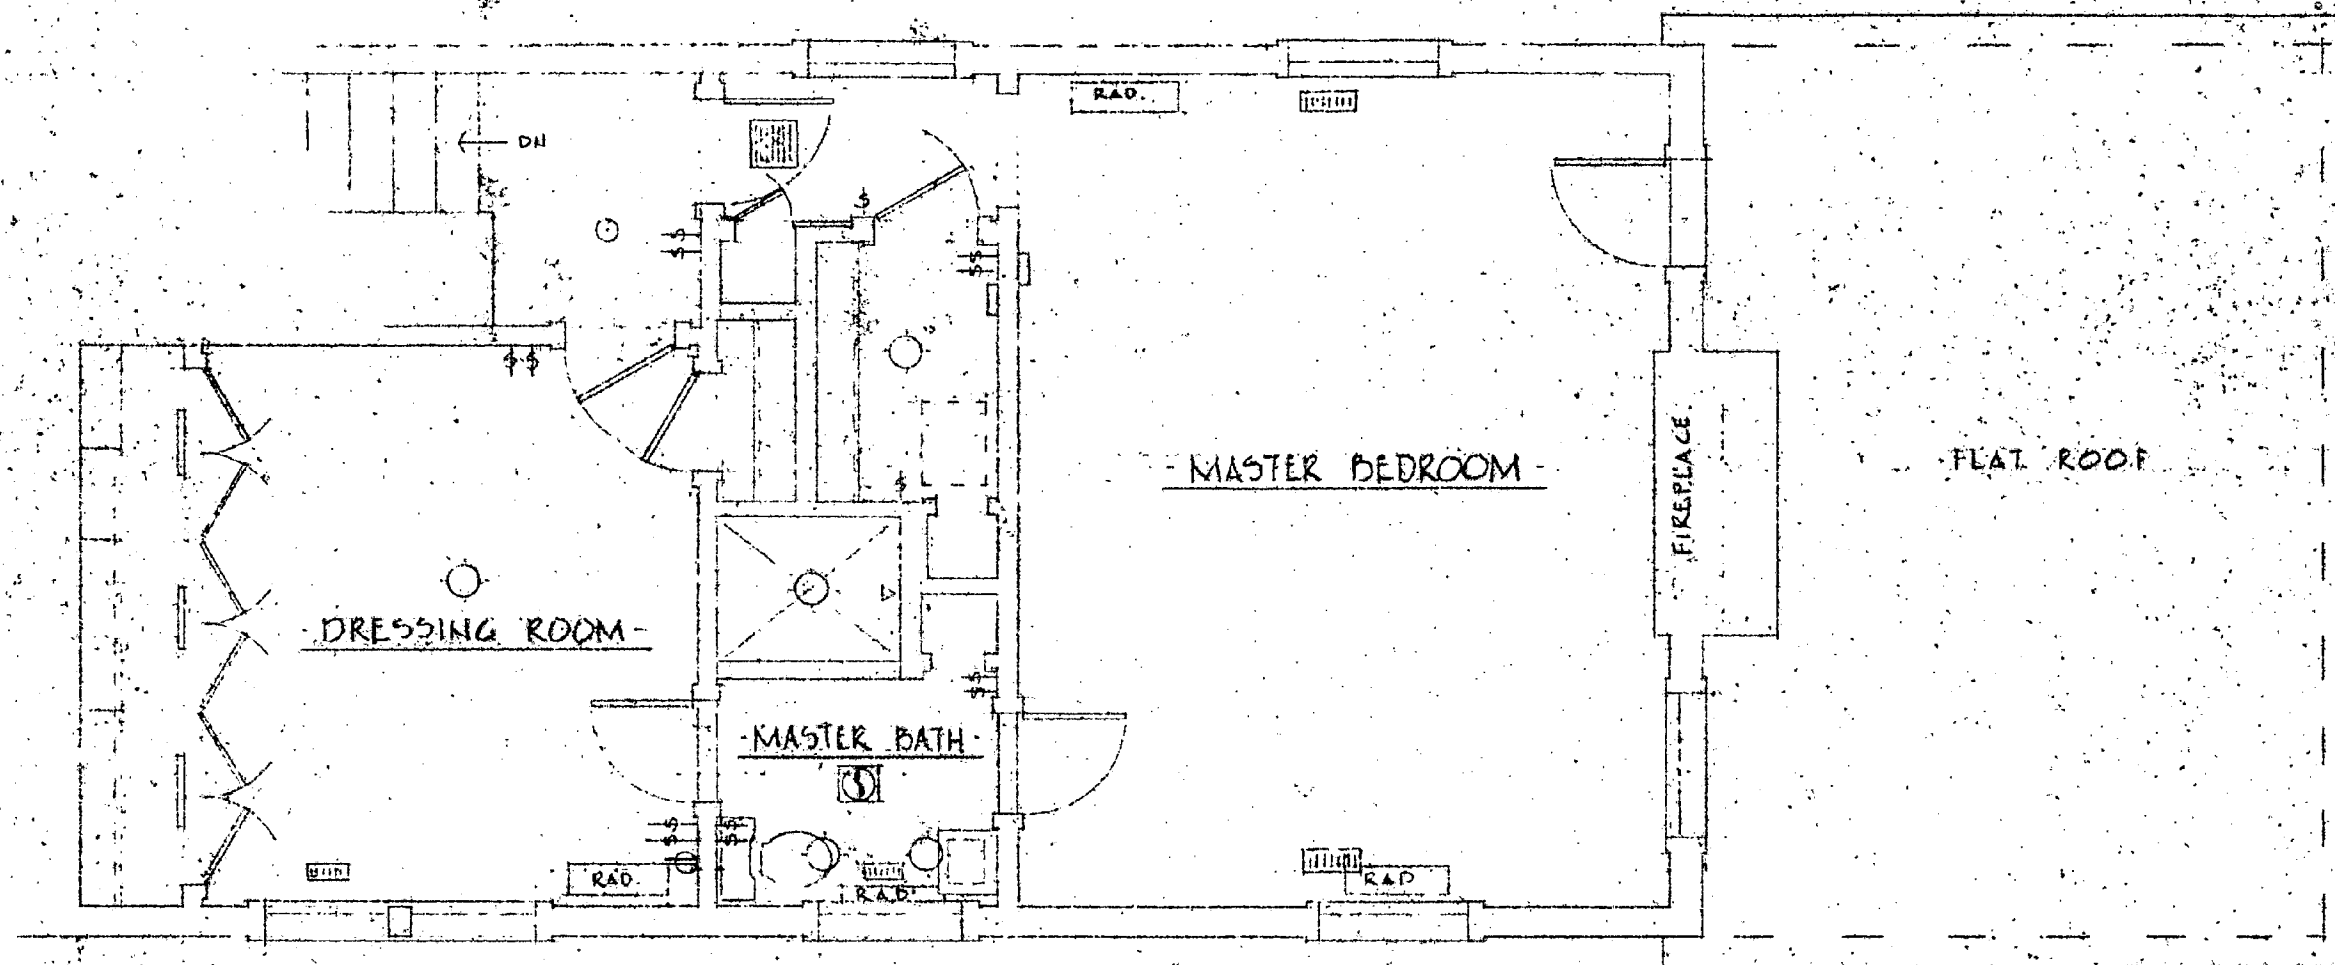 RAD.
DN
- MASTER BEDROOM -
FIREPLACE.
FLAT ROOF
- DRESSING ROOM -
- MASTER BATH -
RAD.
RAD.
RAD
$
$$
$$
$$
$
$$
$$
$$